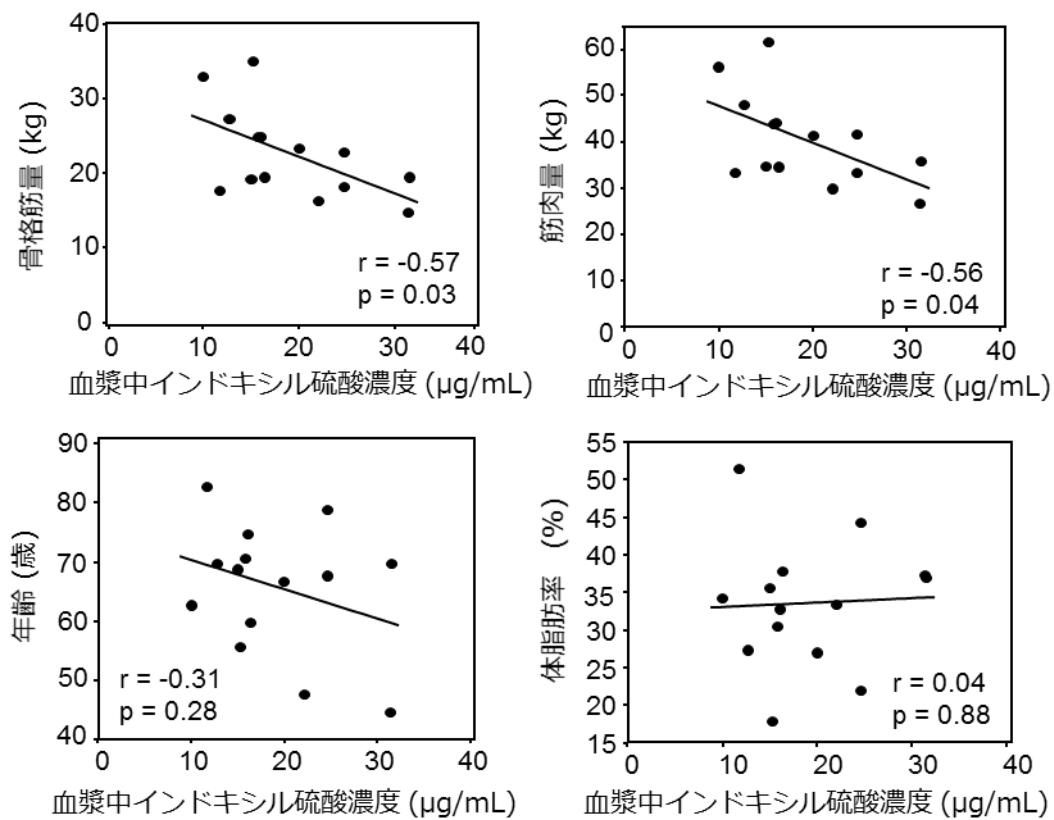 40
30
20
10
0
骨格筋量 (kg)
r = -0.57
p = 0.03
0 10 20 30 40
血漿中インドキシル硫酸濃度 (µg/mL)
60
50
40
30
20
10
0
筋肉量 (kg)
r = -0.56
p = 0.04
0 10 20 30 40
血漿中インドキシル硫酸濃度 (µg/mL)
90
80
70
60
50
40
年齢 (歳)
r = -0.31
p = 0.28
0 10 20 30 40
血漿中インドキシル硫酸濃度 (µg/mL)
55
50
45
40
35
30
25
20
15
体脂肪率 (%)
r = 0.04
p = 0.88
0 10 20 30 40
血漿中インドキシル硫酸濃度 (µg/mL)